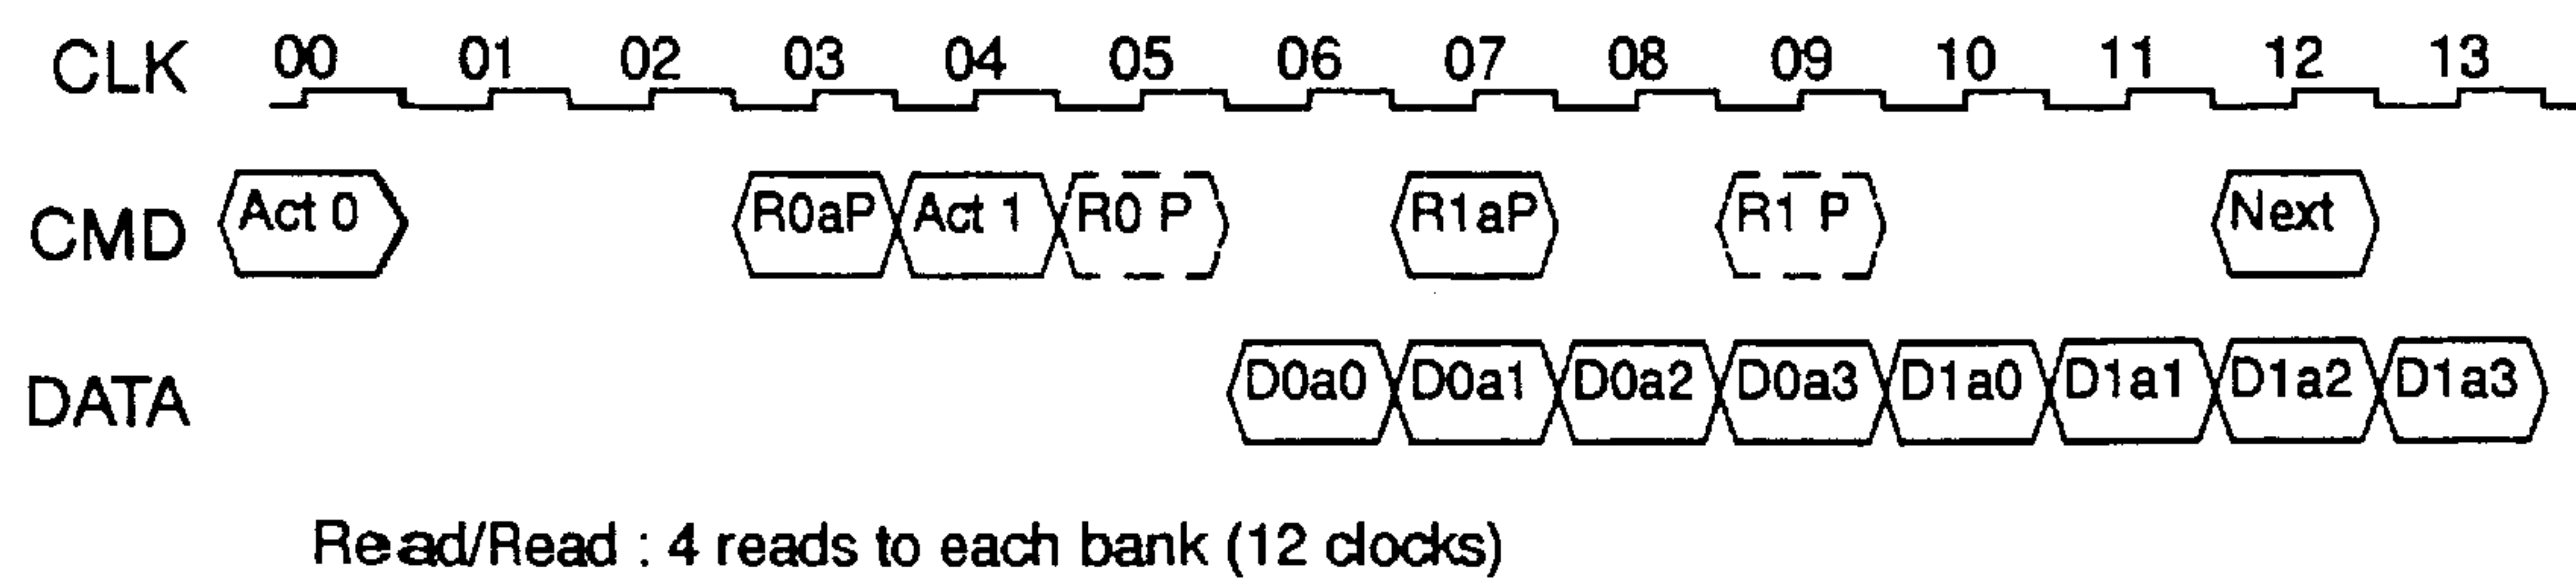 CLK 00 01 02 03 04 05 06 07 08 09 10 11 12 13
CMD Act 0 R0aP Act 1 R0 P R1aP R1 P Next
DATA D0a0 D0a1 D0a2 D0a3 D1a0 D1a1 D1a2 D1a3
Read/Read : 4 reads to each bank (12 clocks)